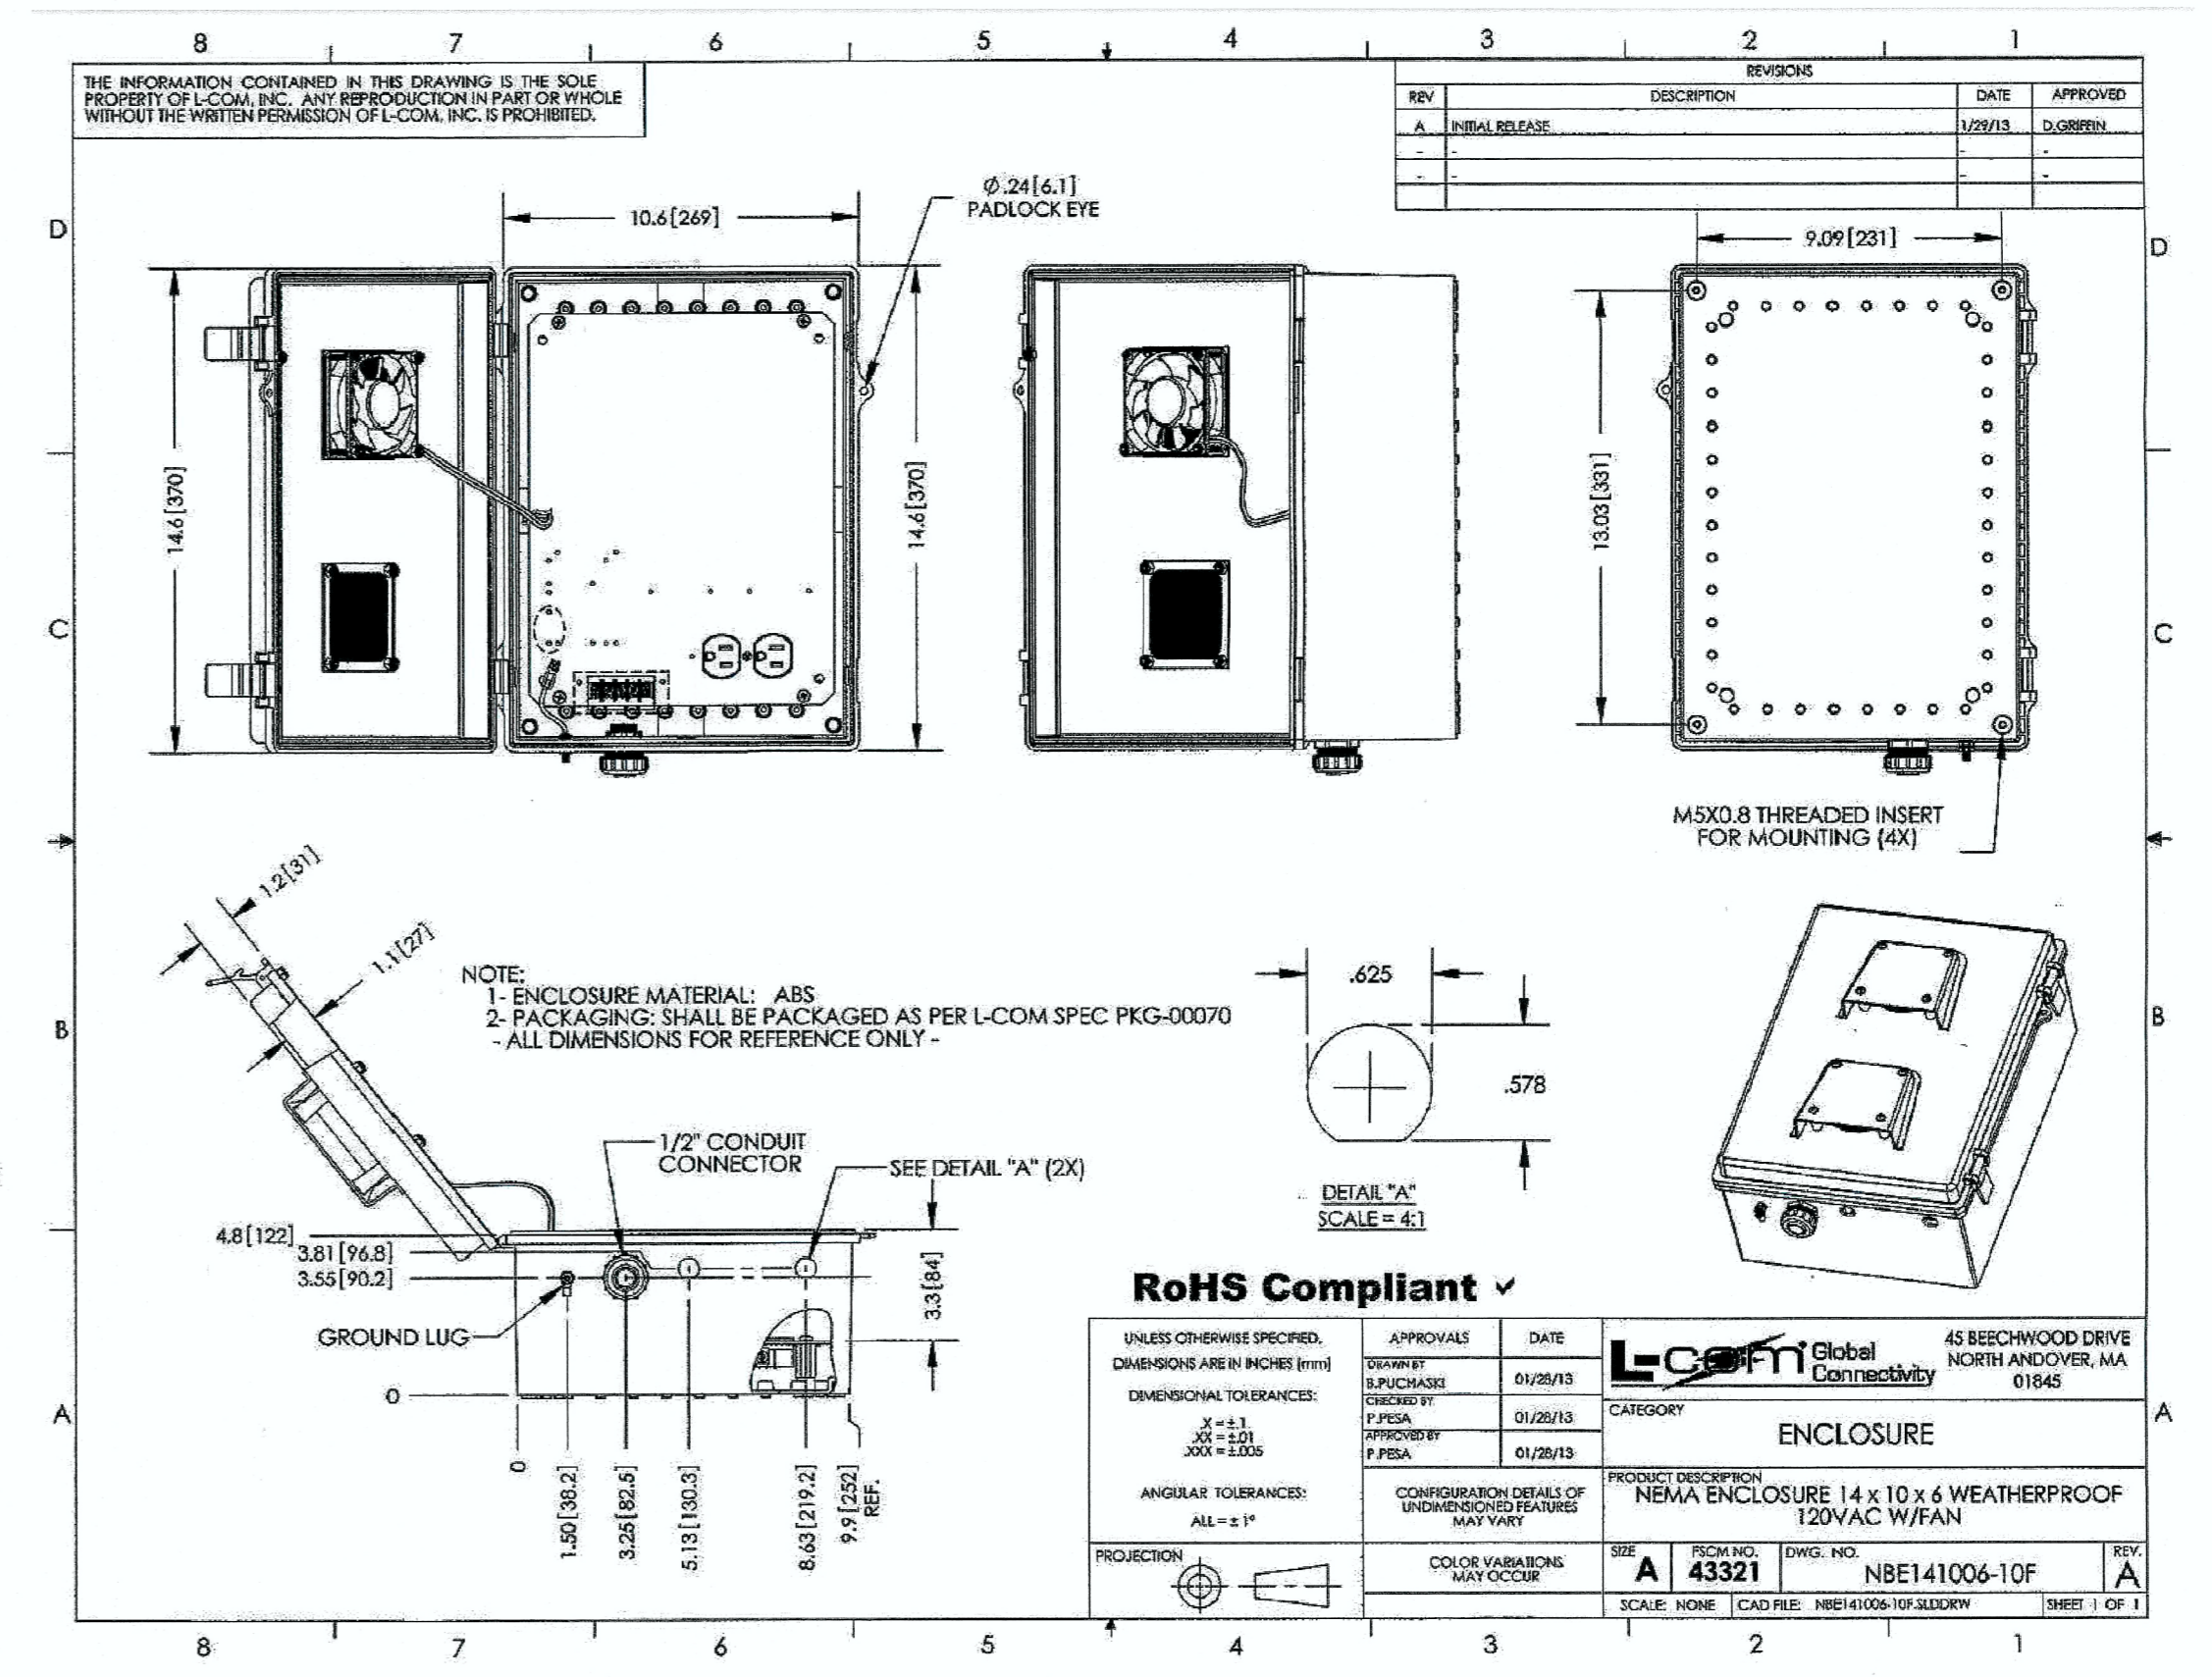 8 7 6 5 4 3 2 1
THE INFORMATION CONTAINED IN THIS DRAWING IS THE SOLE
PROPERTY OF L-COM, INC. ANY REPRODUCTION IN PART OR WHOLE
WITHOUT THE WRITTEN PERMISSION OF L-COM, INC. IS PROHIBITED.
REVISIONS
REV DESCRIPTION DATE APPROVED
A INITIAL RELEASE 1/29/13 D.GRIFFIN
- - - -
- - - -
D
D
10.6 [269]
Ø.24 [6.1]
PADLOCK EYE
9.09 [231]
14.6 [370]
14.6 [370]
13.03 [331]
C
C
M5X0.8 THREADED INSERT
FOR MOUNTING (4X)
1.2 [31]
1.1 [27]
NOTE:
1- ENCLOSURE MATERIAL: ABS
2- PACKAGING: SHALL BE PACKAGED AS PER L-COM SPEC PKG-00070
- ALL DIMENSIONS FOR REFERENCE ONLY -
.625
.578
B
B
1/2" CONDUIT
CONNECTOR
SEE DETAIL "A" (2X)
DETAIL "A"
SCALE = 4:1
4.8 [122]
3.81 [96.8]
3.55 [90.2]
3.3 [84]
GROUND LUG
0
0
1.50 [38.2]
3.25 [82.5]
5.13 [130.3]
8.63 [219.2]
9.9 [252]
REF.
RoHS Compliant ✓
A
A
UNLESS OTHERWISE SPECIFIED,
DIMENSIONS ARE IN INCHES [mm]
DIMENSIONAL TOLERANCES:
.X = ±.1
.XX = ±.01
.XXX = ±.005
ANGULAR TOLERANCES:
ALL = ± 1°
PROJECTION
APPROVALS DATE
DRAWN BY
B.PUCHASKI 01/28/13
CHECKED BY
P.PESA 01/28/13
APPROVED BY
P.PESA 01/28/13
CONFIGURATION DETAILS OF
UNDIMENSIONED FEATURES
MAY VARY
COLOR VARIATIONS
MAY OCCUR
L-com Global
Connectivity
45 BEECHWOOD DRIVE
NORTH ANDOVER, MA
01845
CATEGORY
ENCLOSURE
PRODUCT DESCRIPTION
NEMA ENCLOSURE 14 x 10 x 6 WEATHERPROOF
120VAC W/FAN
SIZE FSCM NO. DWG. NO. REV.
A 43321 NBE141006-10F A
SCALE: NONE CAD FILE: NBE141006-10F.SLDDRW SHEET 1 OF 1
8 7 6 5 4 3 2 1